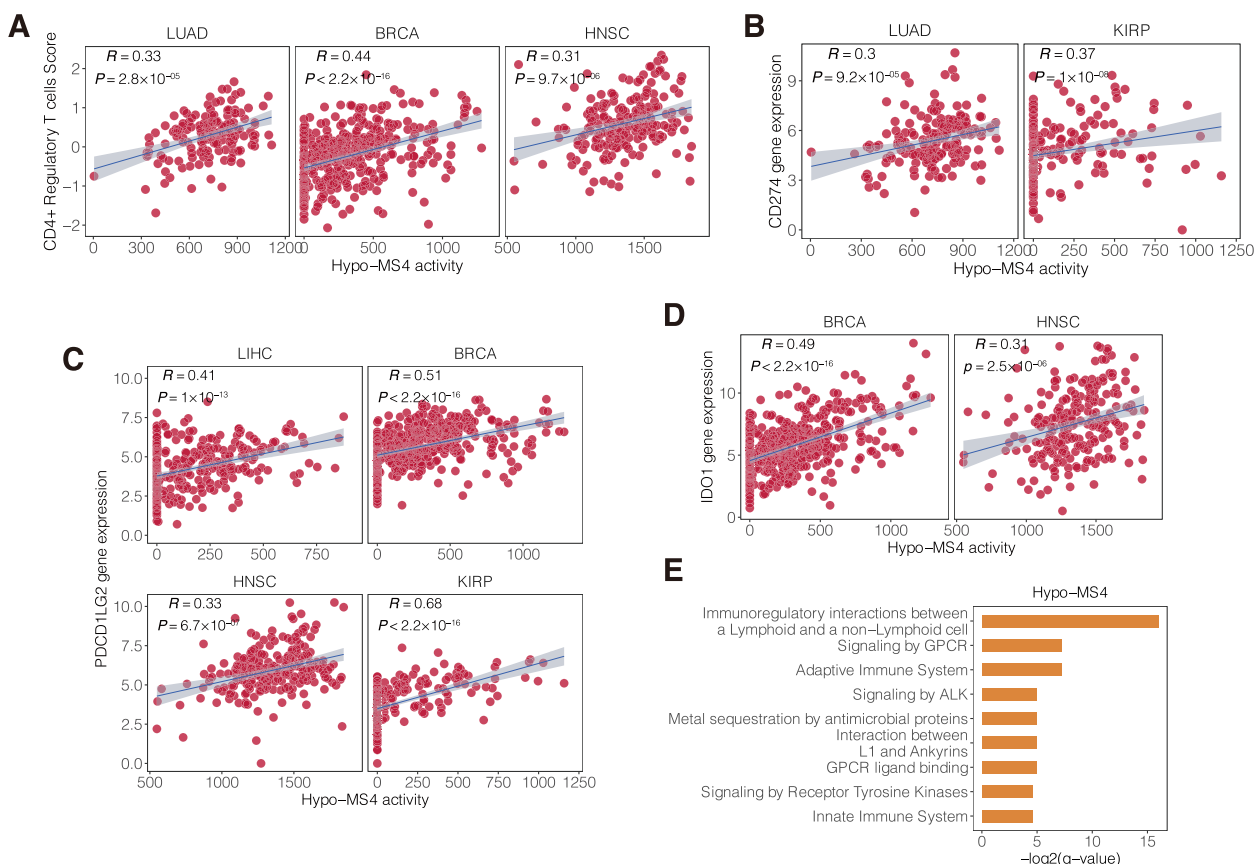 A
LUAD
BRCA
HNSC
CD4+ Regulatory T cells Score
R = 0.33
P = 2.8×10⁻⁰⁵
R = 0.44
P < 2.2×10⁻¹⁶
R = 0.31
P = 9.7×10⁻⁰⁶
2
1
0
−1
−2
0 300 600 900 1200
0 500 1000
500 1000 1500
Hypo−MS4 activity
B
LUAD
KIRP
CD274 gene expression
R = 0.3
P = 9.2×10⁻⁰⁵
R = 0.37
P = 1×10⁻⁰⁸
9
6
3
0
0 300 600 900 1200
0 250 500 750 1000 1250
Hypo−MS4 activity
C
LIHC
BRCA
PDCD1LG2 gene expression
R = 0.41
P = 1×10⁻¹³
R = 0.51
P < 2.2×10⁻¹⁶
10.0
7.5
5.0
2.5
0.0
0 250 500 750
0 500 1000
HNSC
KIRP
R = 0.33
P = 6.7×10⁻⁰⁷
R = 0.68
P < 2.2×10⁻¹⁶
10.0
7.5
5.0
2.5
0.0
500 1000 1500
0 250 500 750 1000 1250
Hypo−MS4 activity
D
BRCA
HNSC
IDO1 gene expression
R = 0.49
P < 2.2×10⁻¹⁶
R = 0.31
p = 2.5×10⁻⁰⁶
10
5
0
0 500 1000
500 1000 1500
Hypo−MS4 activity
E
Hypo−MS4
Immunoregulatory interactions between
a Lymphoid and a non−Lymphoid cell
Signaling by GPCR
Adaptive Immune System
Signaling by ALK
Metal sequestration by antimicrobial proteins
Interaction between
L1 and Ankyrins
GPCR ligand binding
Signaling by Receptor Tyrosine Kinases
Innate Immune System
0 5 10 15
−log2(q−value)